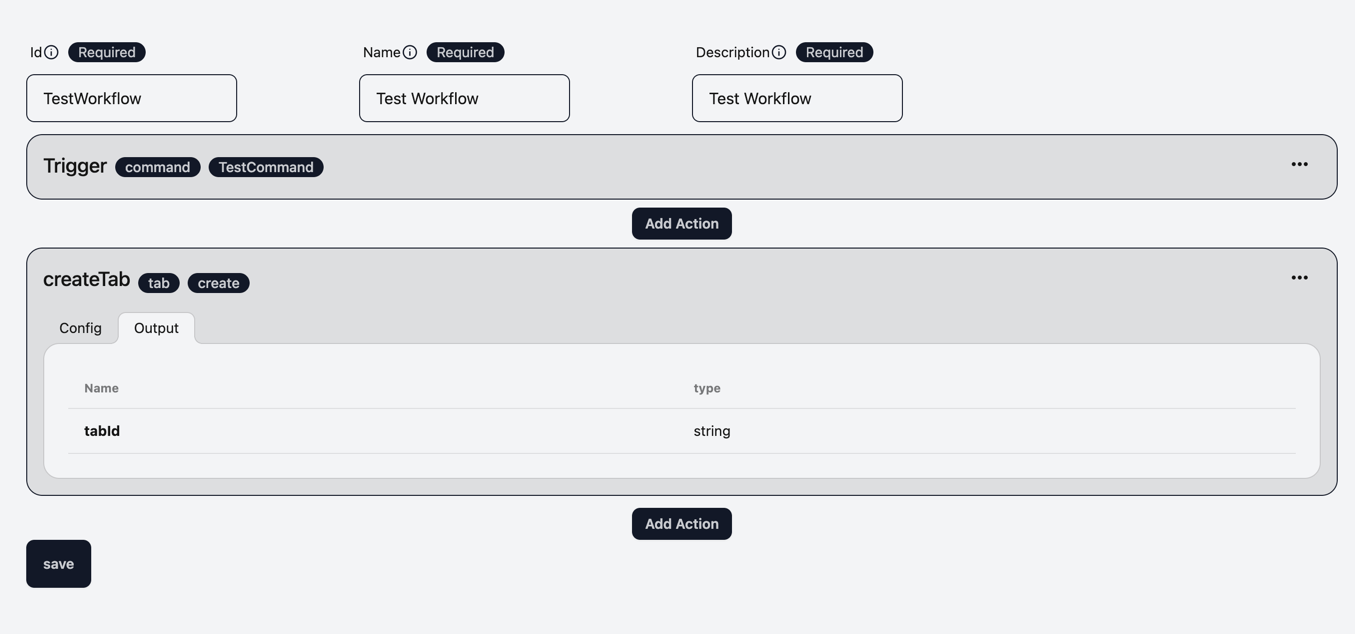 Id Required Name Required Description Required
TestWorkflow Test Workflow Test Workflow
Trigger command TestCommand
Add Action
createTab tab create
Config Output
Name type
tabId string
Add Action
save